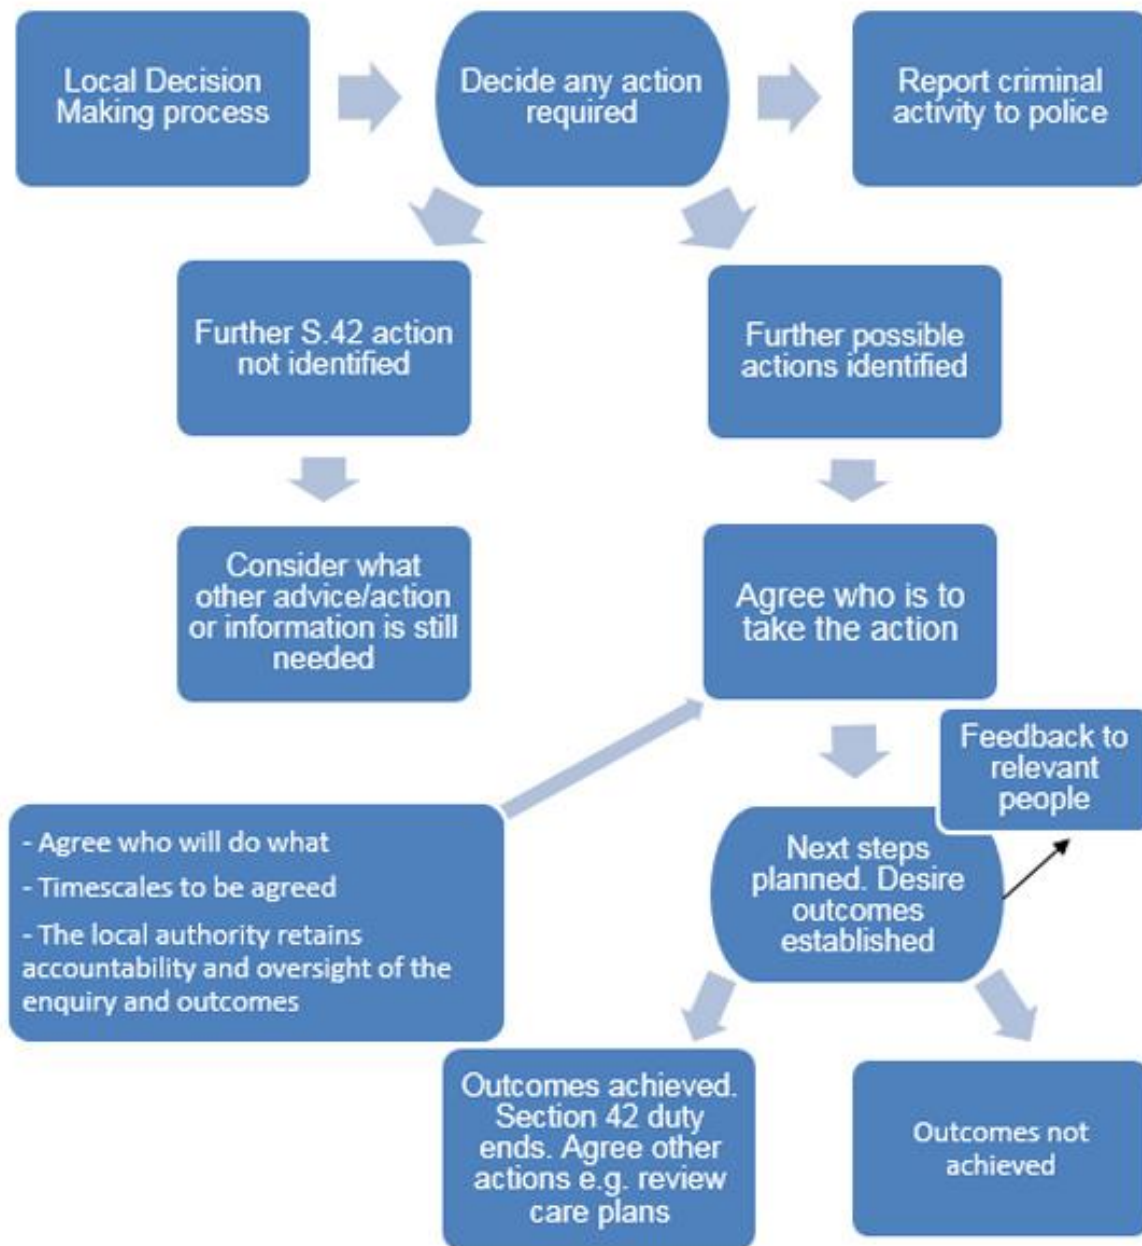 Local Decision
Making process
Decide any action
required
Report criminal
activity to police
Further S.42 action
not identified
Further possible
actions identified
Consider what
other advice/action
or information is still
needed
Agree who is to
take the action
Feedback to
relevant
people
- Agree who will do what
- Timescales to be agreed
- The local authority retains
accountability and oversight of the
enquiry and outcomes
Next steps
planned. Desire
outcomes
established
Outcomes achieved.
Section 42 duty
ends. Agree other
actions e.g. review
care plans
Outcomes not
achieved